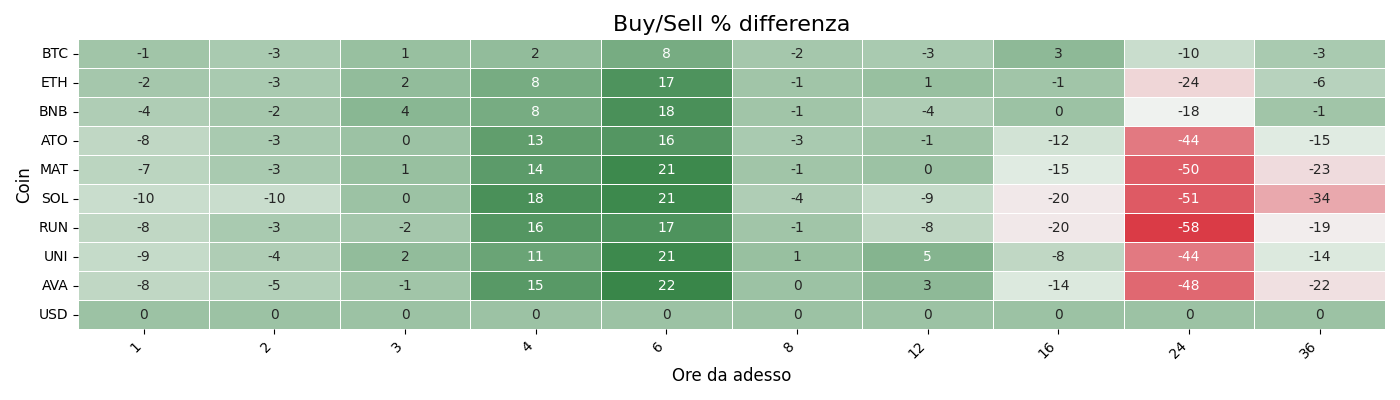 Buy/Sell % differenza
Coin
BTC -1 -3 1 2 8 -2 -3 3 -10 -3
ETH -2 -3 2 8 17 -1 1 -1 -24 -6
BNB -4 -2 4 8 18 -1 -4 0 -18 -1
ATO -8 -3 0 13 16 -3 -1 -12 -44 -15
MAT -7 -3 1 14 21 -1 0 -15 -50 -23
SOL -10 -10 0 18 21 -4 -9 -20 -51 -34
RUN -8 -3 -2 16 17 -1 -8 -20 -58 -19
UNI -9 -4 2 11 21 1 5 -8 -44 -14
AVA -8 -5 -1 15 22 0 3 -14 -48 -22
USD 0 0 0 0 0 0 0 0 0 0
1 2 3 4 6 8 12 16 24 36
Ore da adesso